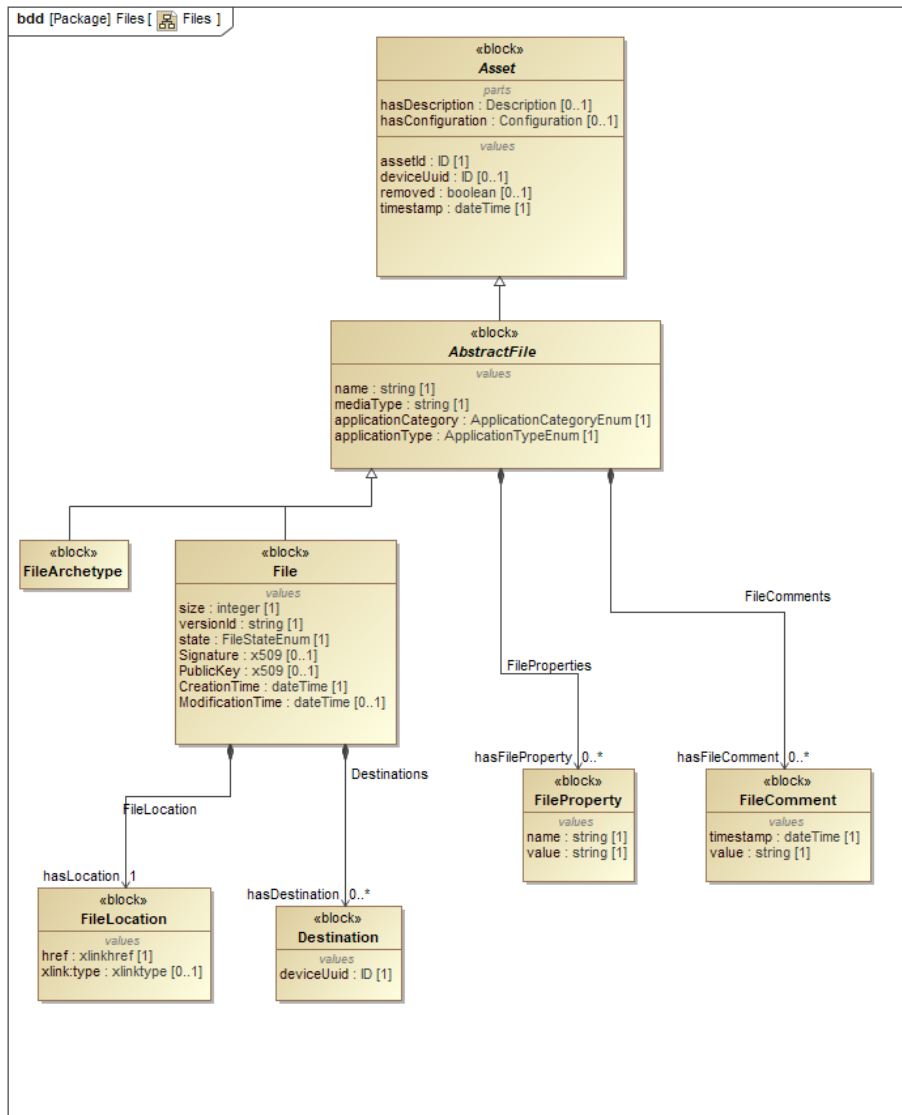 bdd [Package] Files [ Files ]
«block»
Asset
parts
hasDescription : Description [0..1]
hasConfiguration : Configuration [0..1]
values
assetId : ID [1]
deviceUuid : ID [0..1]
removed : boolean [0..1]
timestamp : dateTime [1]
«block»
AbstractFile
values
name : string [1]
mediaType : string [1]
applicationCategory : ApplicationCategoryEnum [1]
applicationType : ApplicationTypeEnum [1]
«block»
FileArchetype
«block»
File
values
size : integer [1]
versionId : string [1]
state : FileStateEnum [1]
Signature : x509 [0..1]
PublicKey : x509 [0..1]
CreationTime : dateTime [1]
ModificationTime : dateTime [0..1]
FileComments
FileProperties
Destinations
FileLocation
hasFileProperty 0..*
hasFileComment 0..*
«block»
FileProperty
values
name : string [1]
value : string [1]
«block»
FileComment
values
timestamp : dateTime [1]
value : string [1]
hasLocation 1
hasDestination 0..*
«block»
FileLocation
values
href : xlinkhref [1]
xlink:type : xlinktype [0..1]
«block»
Destination
values
deviceUuid : ID [1]